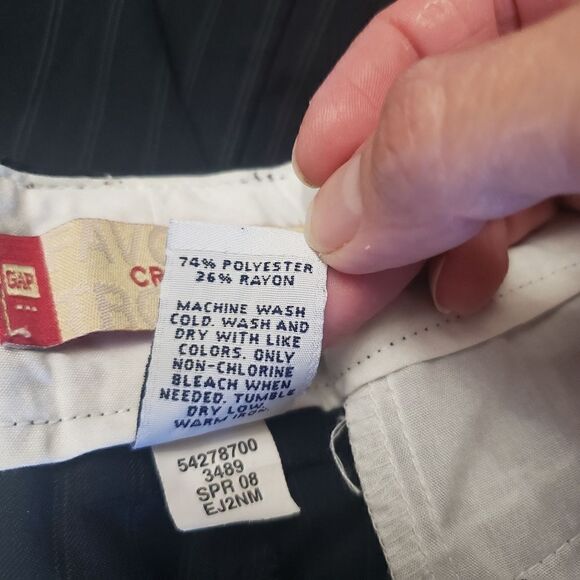 GAP
CR
74% POLYESTER
26% RAYON
MACHINE WASH
COLD. WASH AND
DRY WITH LIKE
COLORS. ONLY
NON-CHLORINE
BLEACH WHEN
NEEDED. TUMBLE
DRY LOW.
WARM IRON.
54278700
3489
SPR 08
EJ2NM